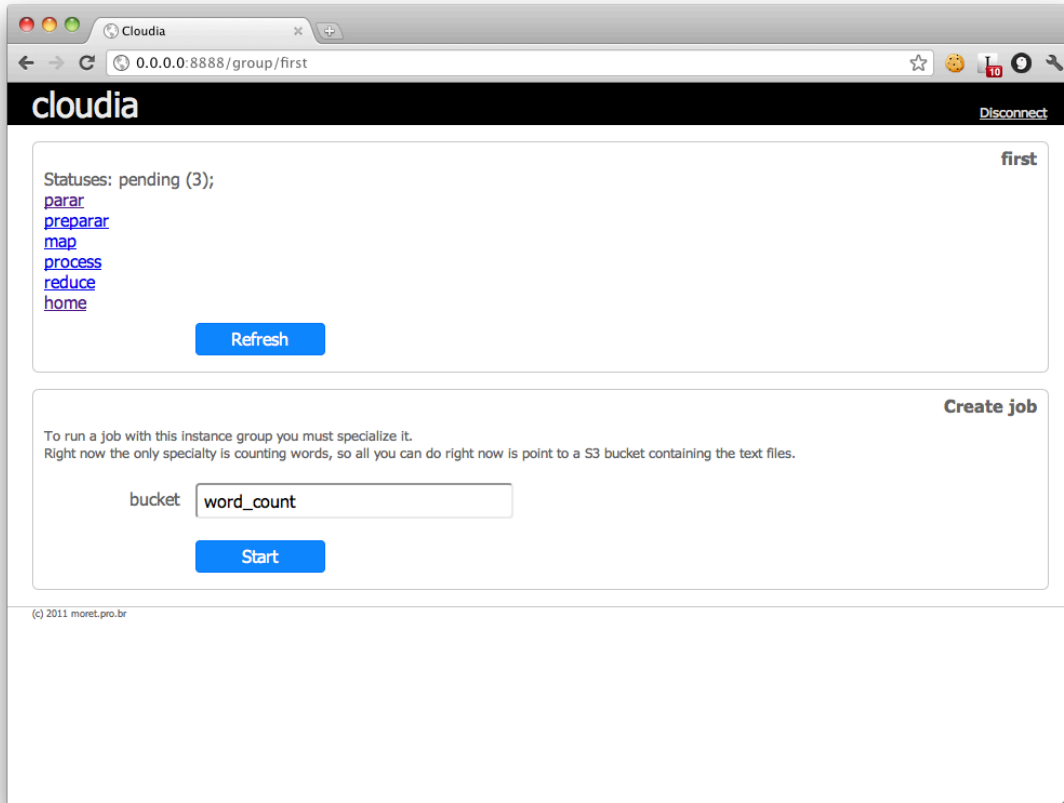 Cloudia
0.0.0.0:8888/group/first
10
cloudia
Disconnect
first
Statuses: pending (3);
parar
preparar
map
process
reduce
home
Refresh
Create job
To run a job with this instance group you must specialize it.
Right now the only specialty is counting words, so all you can do right now is point to a S3 bucket containing the text files.
bucket word_count
Start
(c) 2011 moret.pro.br